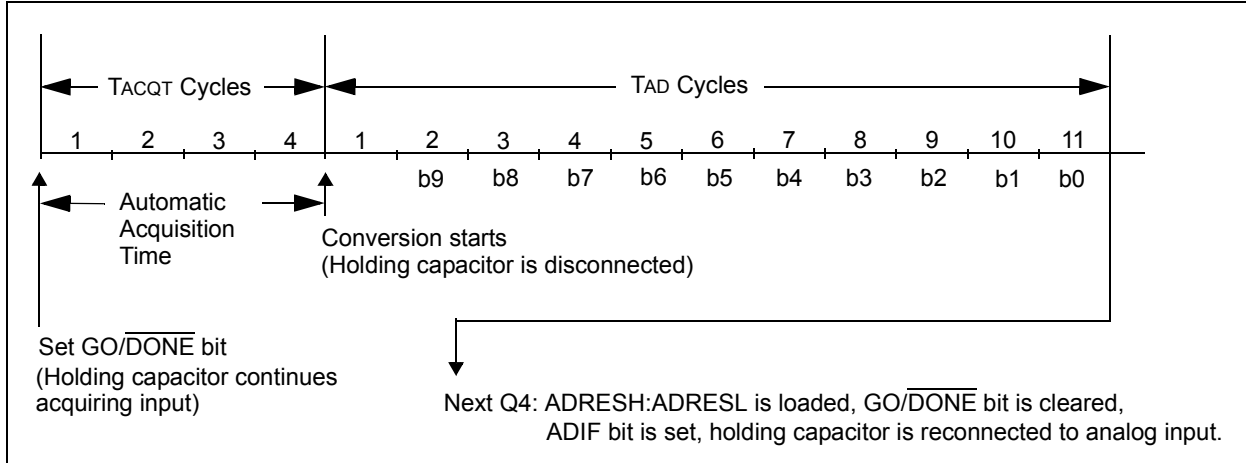 TACQT Cycles
TAD Cycles
1 2 3 4 1 2 3 4 5 6 7 8 9 10 11
b9 b8 b7 b6 b5 b4 b3 b2 b1 b0
Automatic
Acquisition
Time
Conversion starts
(Holding capacitor is disconnected)
Set GO/DONE bit
(Holding capacitor continues
acquiring input)
Next Q4: ADRESH:ADRESL is loaded, GO/DONE bit is cleared,
ADIF bit is set, holding capacitor is reconnected to analog input.